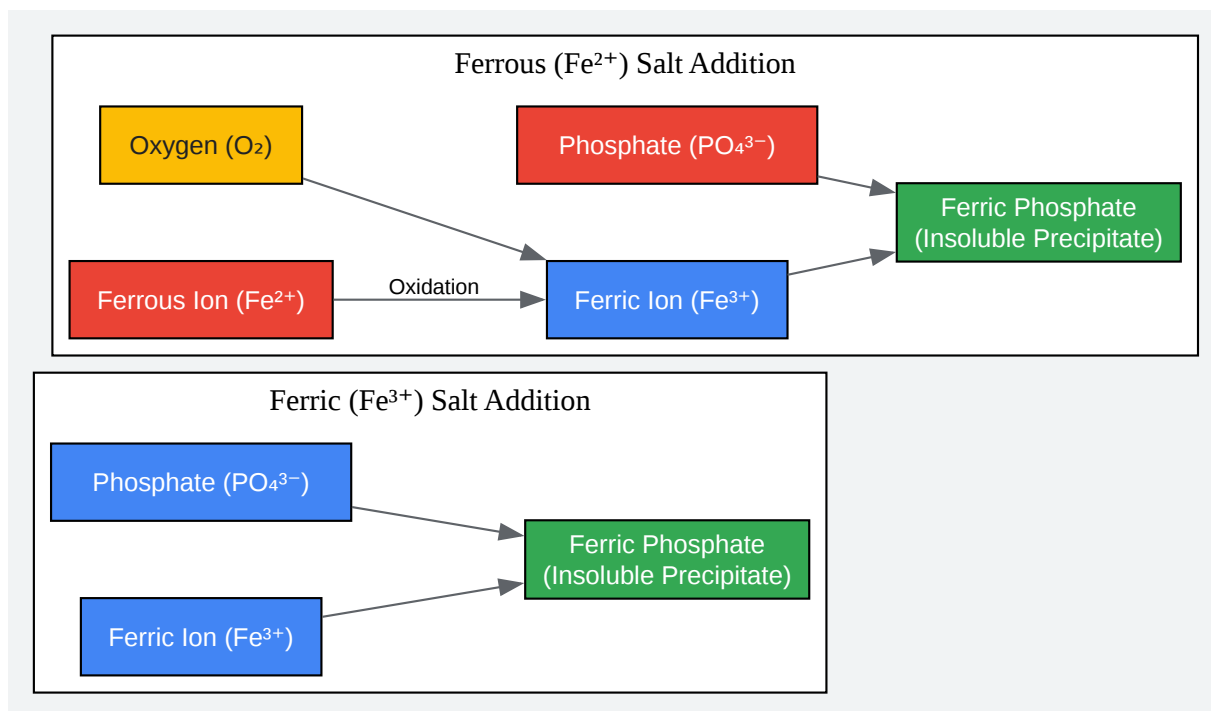 Ferrous (Fe²⁺) Salt Addition
Oxygen (O₂)
Phosphate (PO₄³⁻)
Ferric Phosphate
(Insoluble Precipitate)
Ferrous Ion (Fe²⁺)
Oxidation
Ferric Ion (Fe³⁺)
Ferric (Fe³⁺) Salt Addition
Phosphate (PO₄³⁻)
Ferric Phosphate
(Insoluble Precipitate)
Ferric Ion (Fe³⁺)